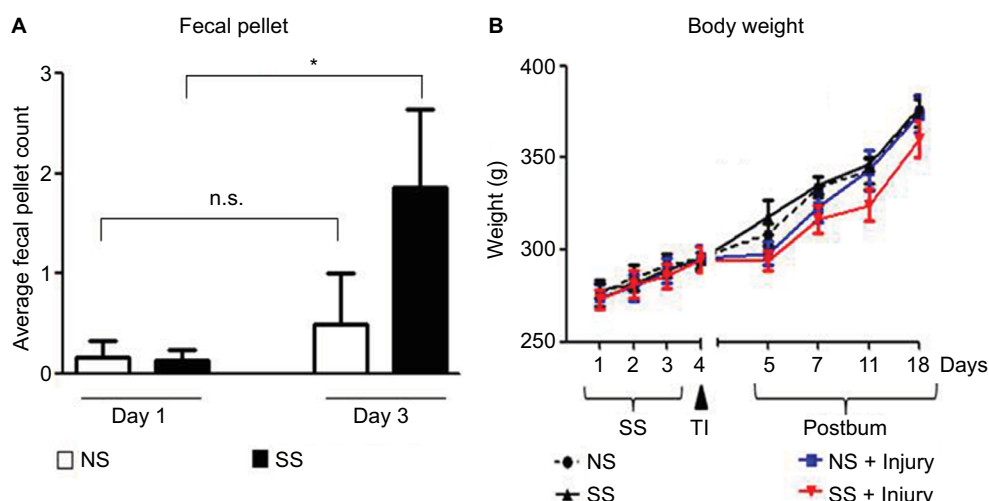 A Fecal pellet
Average fecal pellet count
3
2
1
0
*
n.s.
Day 1 Day 3
NS SS
B Body weight
Weight (g)
400
350
300
250
1 2 3 4 5 7 11 18 Days
SS TI Postbum
NS NS + Injury
SS SS + Injury